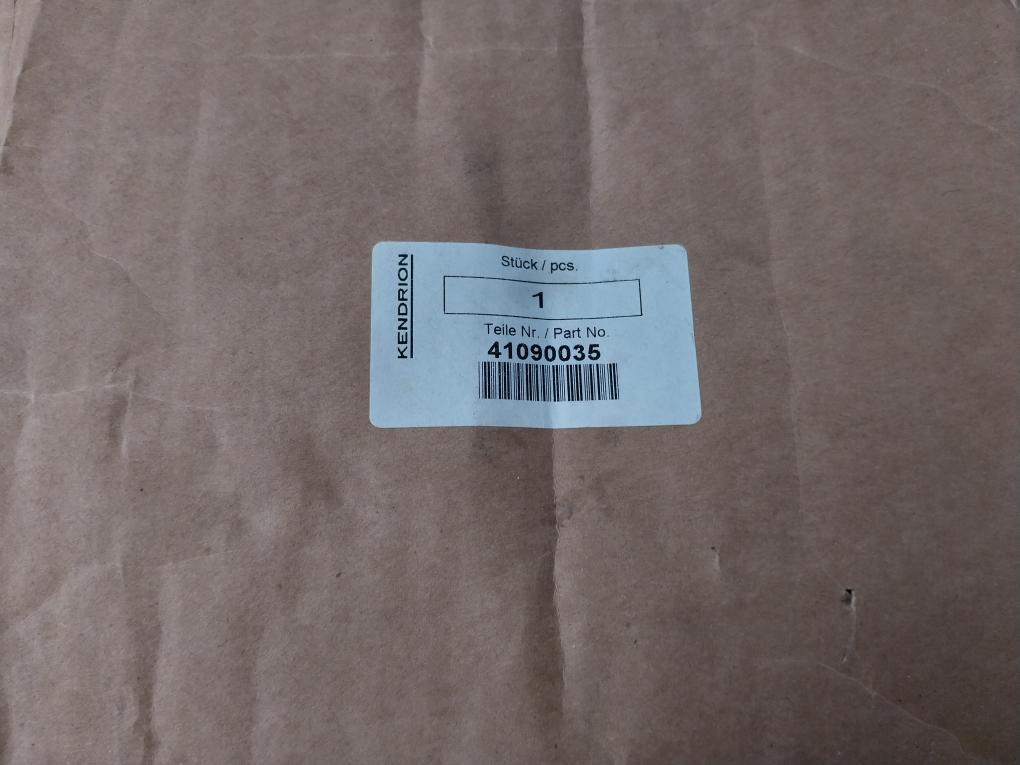 KENDRION
Stück / pcs.
1
Teile Nr. / Part No.
41090035